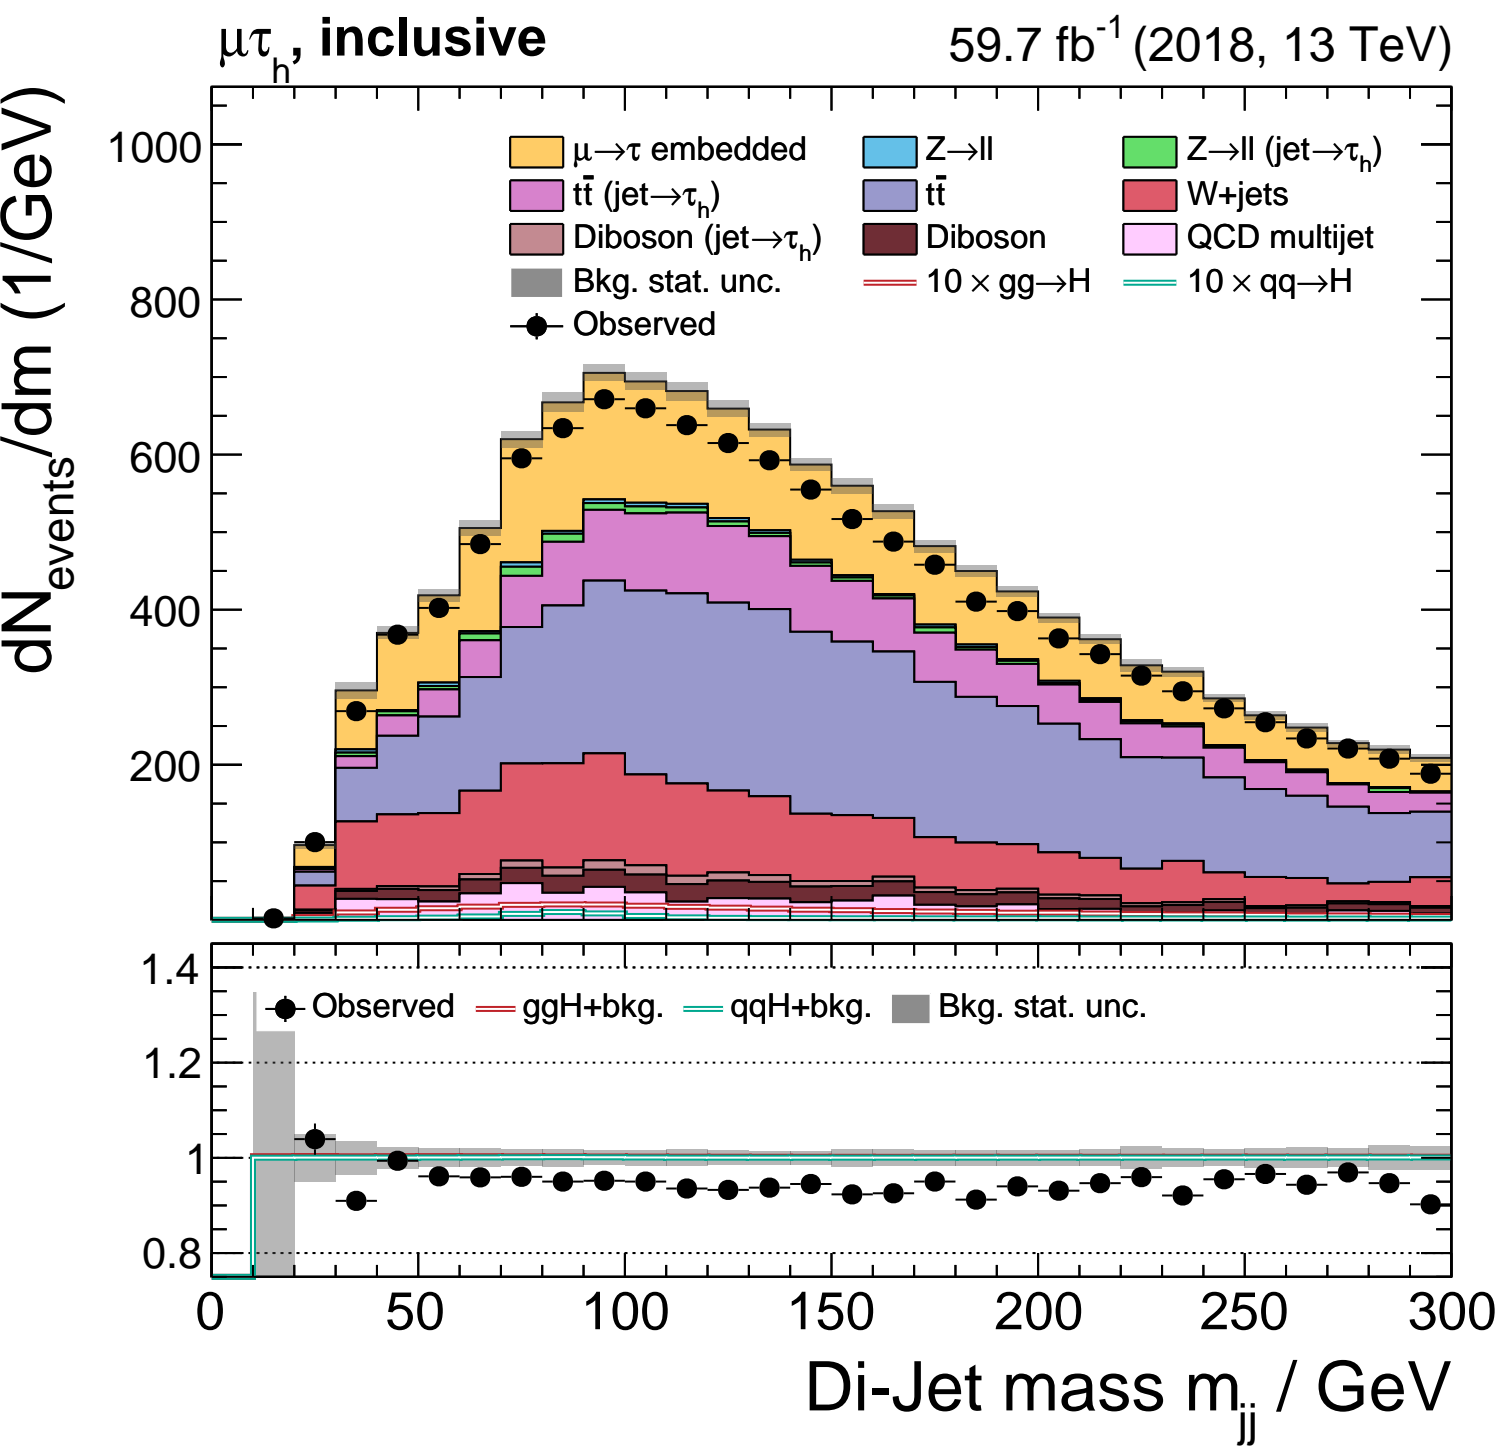 μτh, inclusive 59.7 fb-1 (2018, 13 TeV)
dNevents/dm (1/GeV)
1000
800
600
400
200
μ→τ embedded Z→ll Z→ll (jet→τh)
tt̄ (jet→τh) tt̄ W+jets
Diboson (jet→τh) Diboson QCD multijet
Bkg. stat. unc. 10 × gg→H 10 × qq→H
Observed
1.4
1.2
1
0.8
Observed ggH+bkg. qqH+bkg. Bkg. stat. unc.
0 50 100 150 200 250 300
Di-Jet mass mjj / GeV